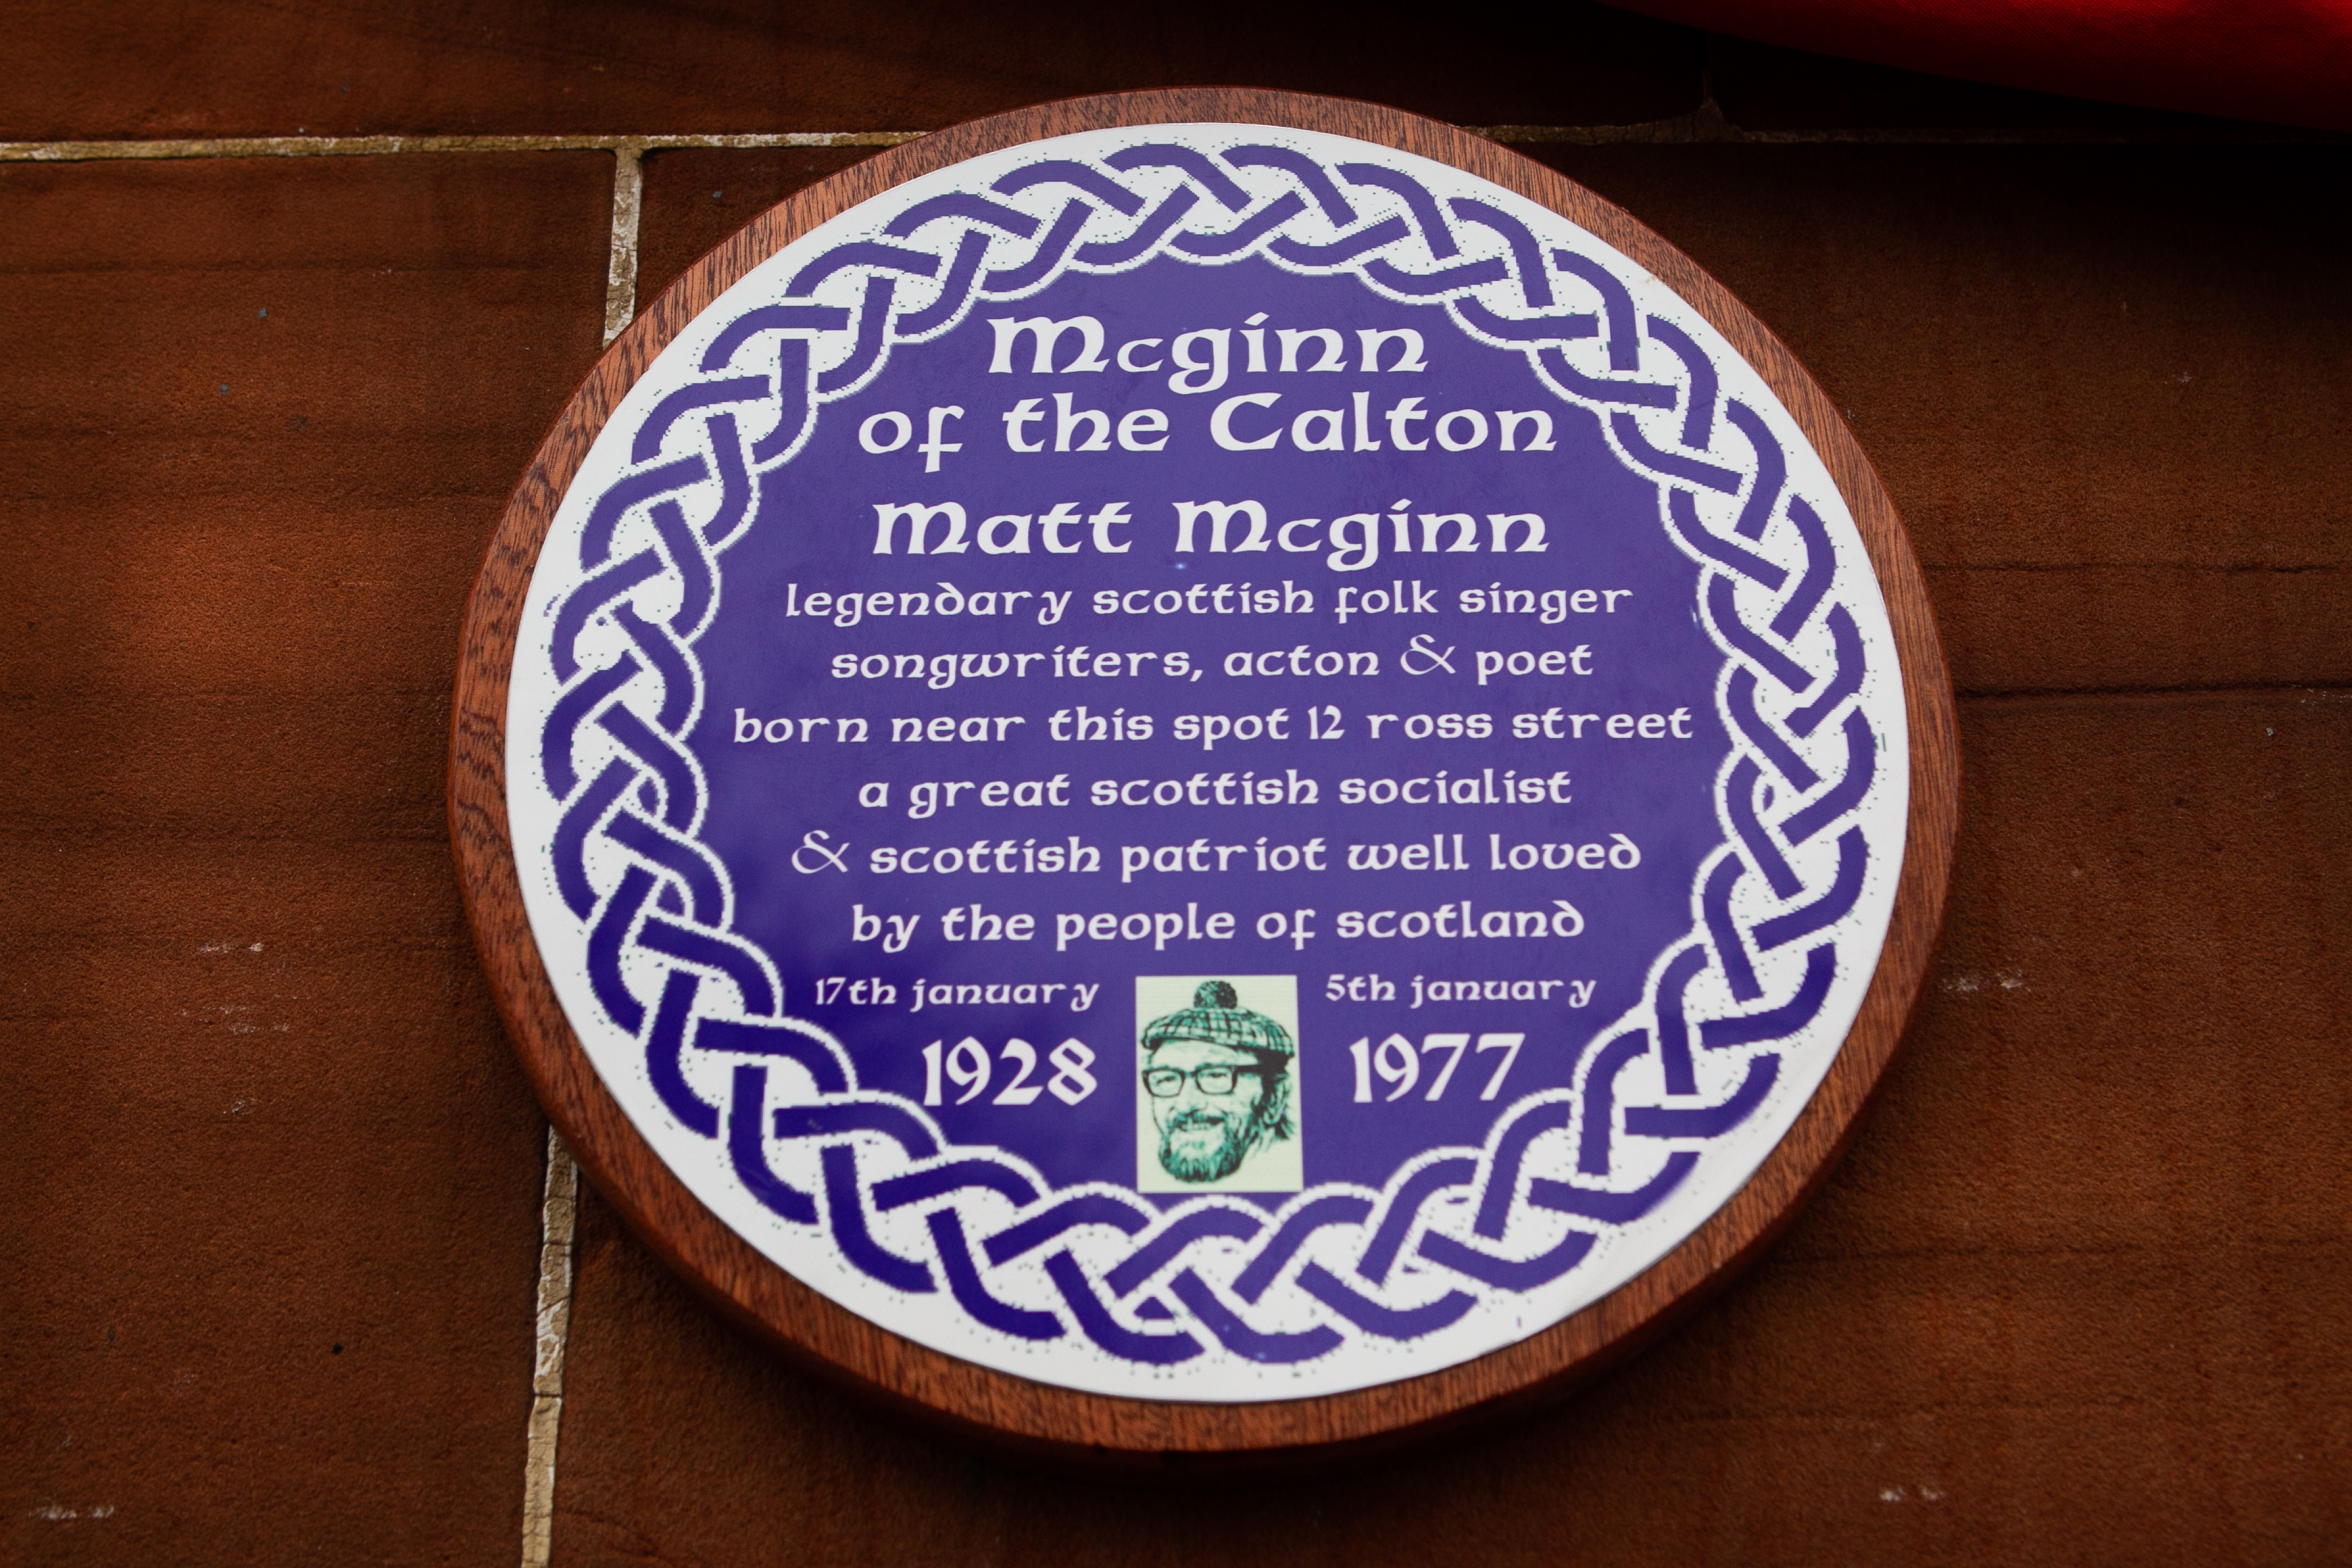 Mcginn
of the Calton
Matt Mcginn
legendary scottish folk singer
songwriters, acton & poet
born near this spot 12 ross street
a great scottish socialist
& scottish patriot well loved
by the people of scotland
17th january 5th january
1928 1977